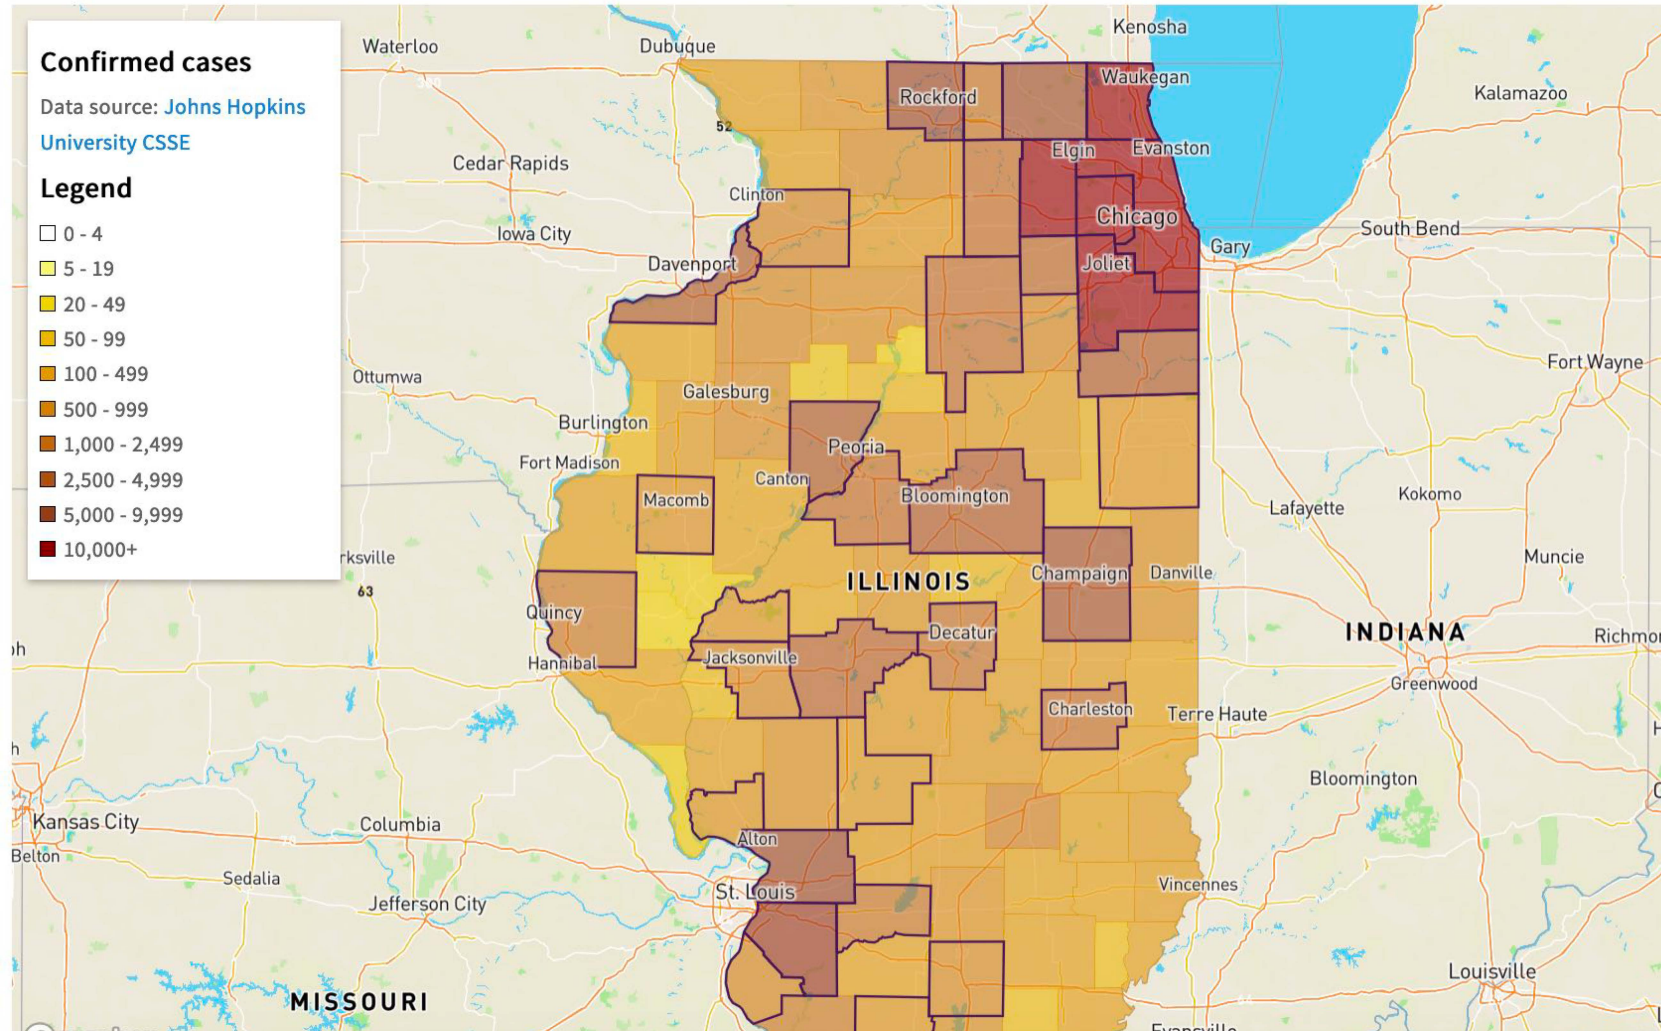 Confirmed cases
Data source: Johns Hopkins
University CSSE
Legend
0 - 4
5 - 19
20 - 49
50 - 99
100 - 499
500 - 999
1,000 - 2,499
2,500 - 4,999
5,000 - 9,999
10,000+
Kenosha
Waterloo
Dubuque
Waukegan
Kalamazoo
Rockford
52
Cedar Rapids
Elgin
Evanston
Clinton
Chicago
Iowa City
South Bend
Gary
Davenport
Joliet
Fort Wayne
Ottumwa
Galesburg
Burlington
Peoria
Fort Madison
Canton
Macomb
Bloomington
Kokomo
Lafayette
rksville
Muncie
63
ILLINOIS
Champaign
Danville
Quincy
Decatur
INDIANA
Richmo
Hannibal
Jacksonville
Greenwood
Charleston
Terre Haute
Bloomington
Kansas City
Columbia
Alton
Belton
Sedalia
St. Louis
Vincennes
Jefferson City
Louisville
MISSOURI
Evansville